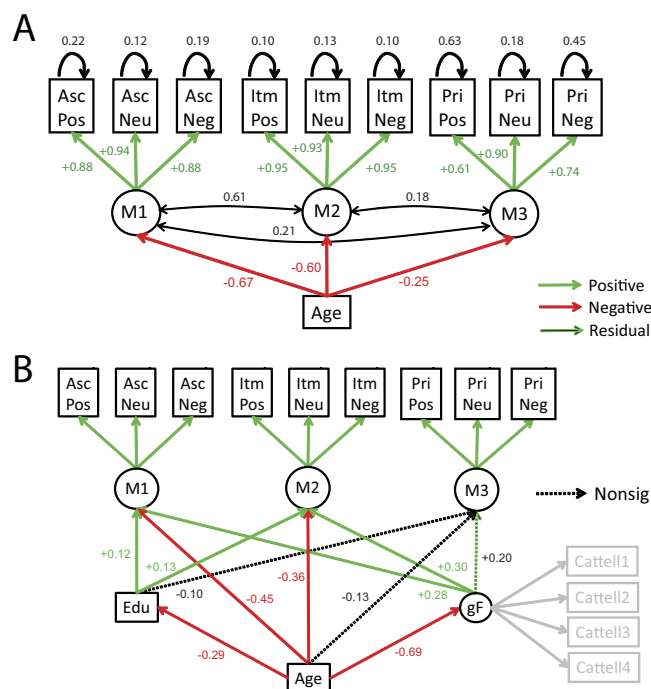 A
0.22 0.12 0.19 0.10 0.13 0.10 0.63 0.18 0.45
Asc Asc Asc Itm Itm Itm Pri Pri Pri
Pos Neu Neg Pos Neu Neg Pos Neu Neg
+0.88 +0.94 +0.88 +0.95 +0.93 +0.95 +0.61 +0.90 +0.74
M1 0.61 M2 0.18 M3
0.21
-0.67 -0.60 -0.25
Age
Positive
Negative
Residual
B
Asc Asc Asc Itm Itm Itm Pri Pri Pri
Pos Neu Neg Pos Neu Neg Pos Neu Neg
M1 M2 M3
Nonsig
+0.12 +0.13 -0.10 -0.45 -0.36 -0.13 +0.30 +0.28 +0.20
Edu gF
Cattell1
Cattell2
Cattell3
Cattell4
-0.29 -0.69
Age